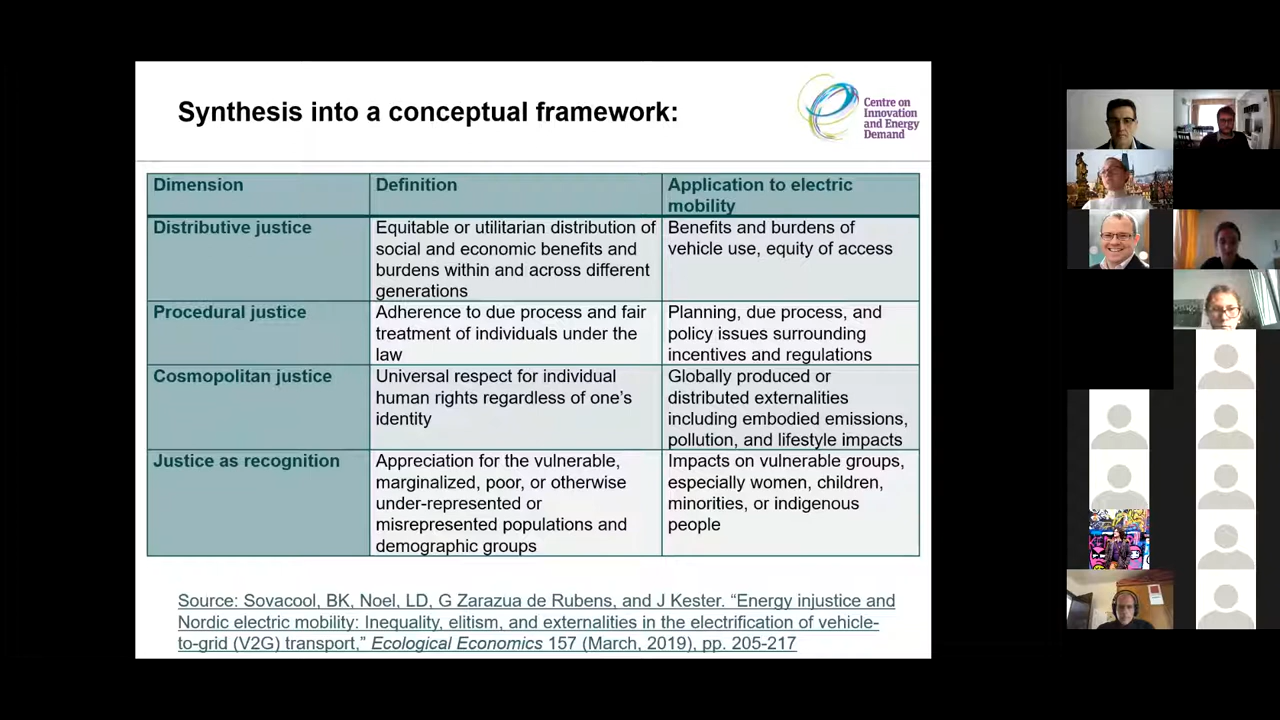 Synthesis into a conceptual framework:
Centre on
Innovation
and Energy
Demand
Dimension
Definition
Application to electric
mobility
Distributive justice
Equitable or utilitarian distribution of
social and economic benefits and
burdens within and across different
generations
Benefits and burdens of
vehicle use, equity of access
Procedural justice
Adherence to due process and fair
treatment of individuals under the
law
Planning, due process, and
policy issues surrounding
incentives and regulations
Cosmopolitan justice
Universal respect for individual
human rights regardless of one's
identity
Globally produced or
distributed externalities
including embodied emissions,
pollution, and lifestyle impacts
Justice as recognition
Appreciation for the vulnerable,
marginalized, poor, or otherwise
under-represented or
misrepresented populations and
demographic groups
Impacts on vulnerable groups,
especially women, children,
minorities, or indigenous
people
Source: Sovacool, BK, Noel, LD, G Zarazua de Rubens, and J Kester. “Energy injustice and
Nordic electric mobility: Inequality, elitism, and externalities in the electrification of vehicle-
to-grid (V2G) transport,” Ecological Economics 157 (March, 2019), pp. 205-217